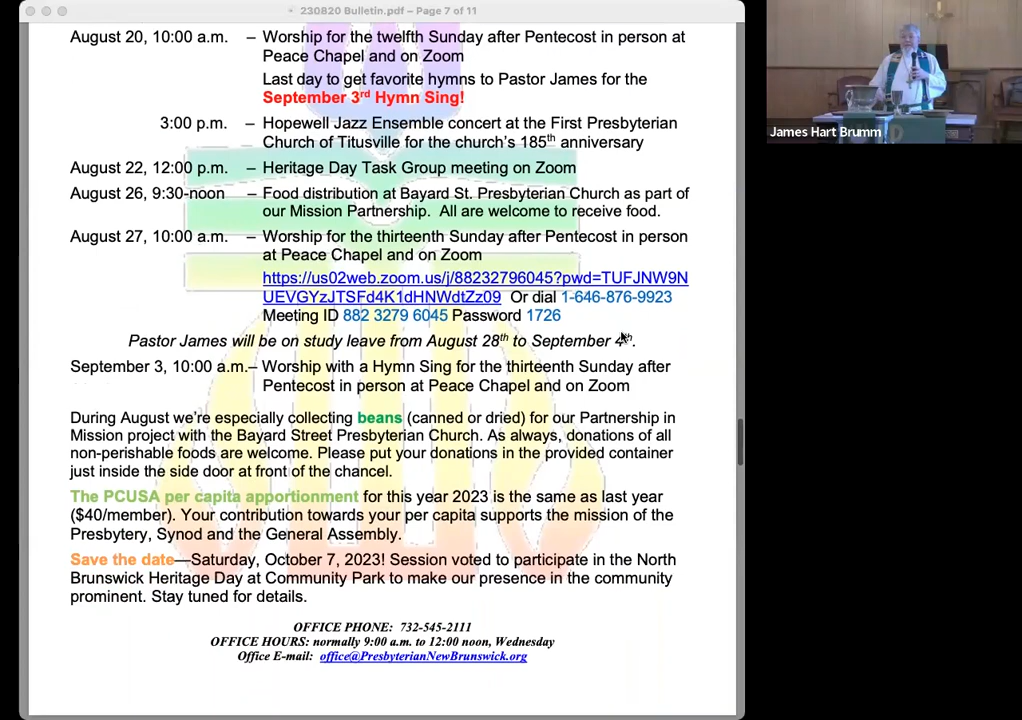 230820 Bulletin.pdf – Page 7 of 11
August 20, 10:00 a.m. – Worship for the twelfth Sunday after Pentecost in person at
Peace Chapel and on Zoom
Last day to get favorite hymns to Pastor James for the
September 3rd Hymn Sing!
3:00 p.m. – Hopewell Jazz Ensemble concert at the First Presbyterian
Church of Titusville for the church's 185th anniversary
August 22, 12:00 p.m. – Heritage Day Task Group meeting on Zoom
August 26, 9:30-noon – Food distribution at Bayard St. Presbyterian Church as part of
our Mission Partnership. All are welcome to receive food.
August 27, 10:00 a.m. – Worship for the thirteenth Sunday after Pentecost in person
at Peace Chapel and on Zoom
https://us02web.zoom.us/j/88232796045?pwd=TUFJNW9N
UEVGYzJTSFd4K1dHNWdtZz09 Or dial 1-646-876-9923
Meeting ID 882 3279 6045 Password 1726
Pastor James will be on study leave from August 28th to September 4th.
September 3, 10:00 a.m.– Worship with a Hymn Sing for the thirteenth Sunday after
Pentecost in person at Peace Chapel and on Zoom
During August we're especially collecting beans (canned or dried) for our Partnership in
Mission project with the Bayard Street Presbyterian Church. As always, donations of all
non-perishable foods are welcome. Please put your donations in the provided container
just inside the side door at front of the chancel.
The PCUSA per capita apportionment for this year 2023 is the same as last year
($40/member). Your contribution towards your per capita supports the mission of the
Presbytery, Synod and the General Assembly.
Save the date—Saturday, October 7, 2023! Session voted to participate in the North
Brunswick Heritage Day at Community Park to make our presence in the community
prominent. Stay tuned for details.
OFFICE PHONE: 732-545-2111
OFFICE HOURS: normally 9:00 a.m. to 12:00 noon, Wednesday
Office E-mail: office@PresbyterianNewBrunswick.org
James Hart Brumm